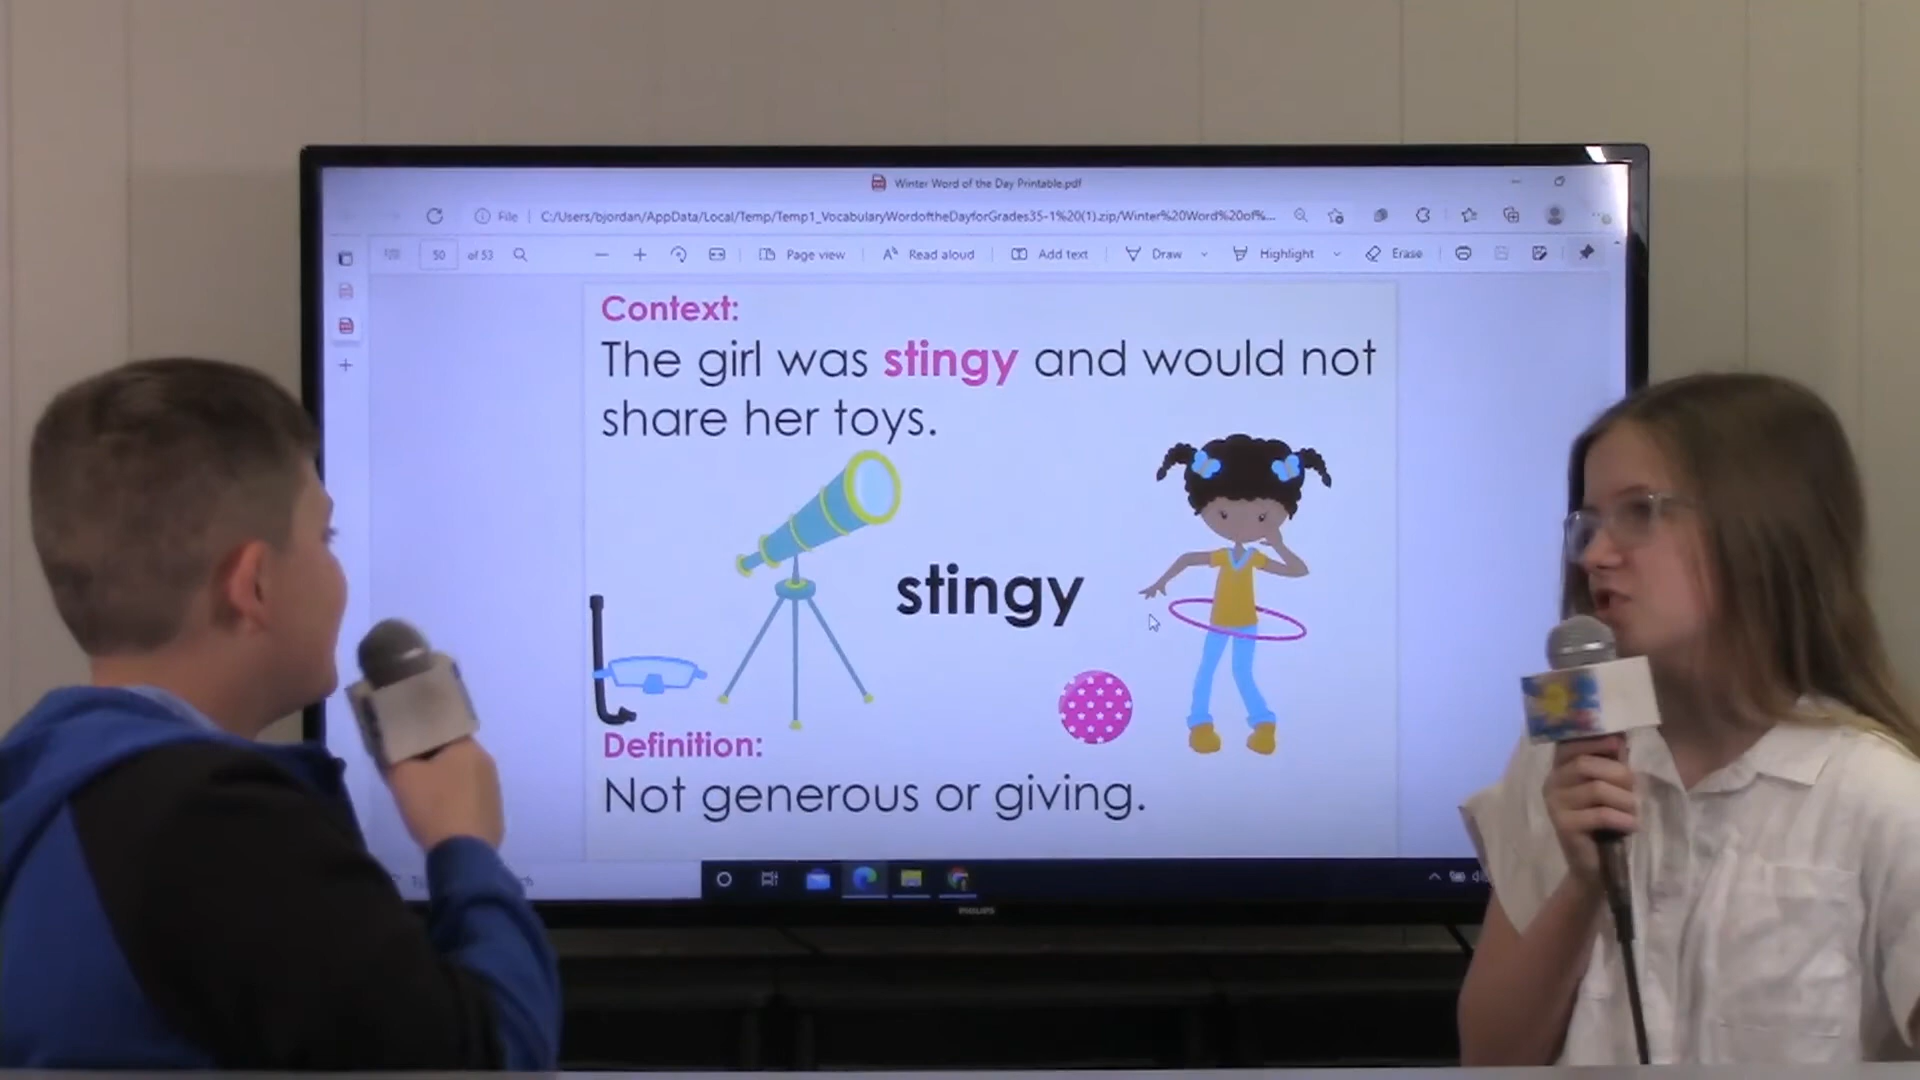 Winter Word of the Day Printable.pdf
File C:/Users/bjordan/AppData/Local/Temp/Temp1_VocabularyWordoftheDayforGrades35-1%20(1).zip/Winter%20Word%20of%...
50 of 53 Page view Read aloud Add text Draw Highlight Erase
Context:
The girl was stingy and would not
share her toys.
stingy
Definition:
Not generous or giving.
PHILIPS